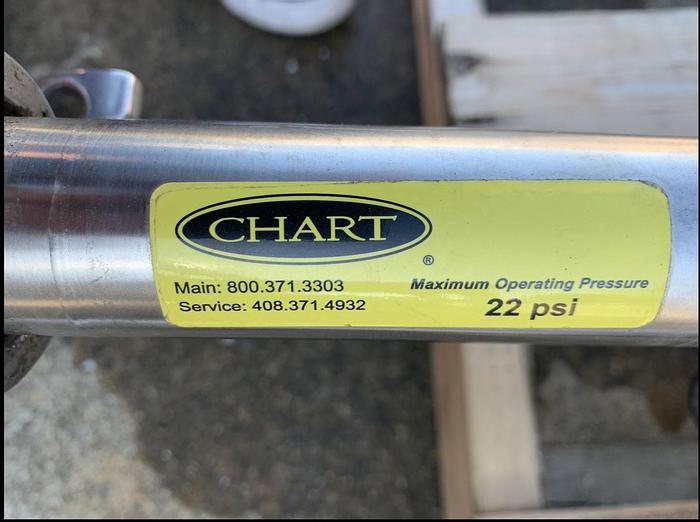 CHART
®
Main: 800.371.3303
Service: 408.371.4932
Maximum Operating Pressure
22 psi